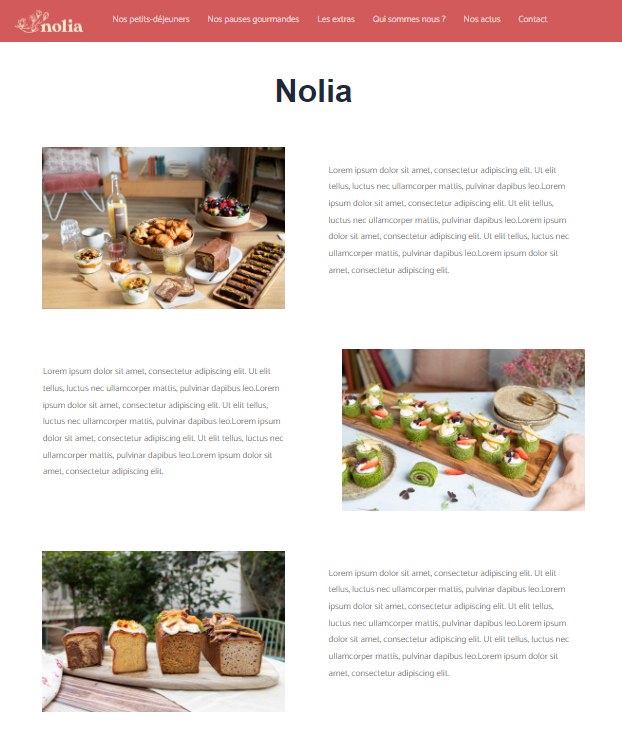 nolia
Nos petits-déjeuners Nos pauses gourmandes Les extras Qui sommes nous ? Nos actus Contact
Nolia
Lorem ipsum dolor sit amet, consectetur adipiscing elit. Ut elit
tellus, luctus nec ullamcorper mattis, pulvinar dapibus leo.Lorem
ipsum dolor sit amet, consectetur adipiscing elit. Ut elit tellus,
luctus nec ullamcorper mattis, pulvinar dapibus leo.Lorem ipsum
dolor sit amet, consectetur adipiscing elit. Ut elit tellus, luctus nec
ullamcorper mattis, pulvinar dapibus leo.Lorem ipsum dolor sit
amet, consectetur adipiscing elit.
Lorem ipsum dolor sit amet, consectetur adipiscing elit. Ut elit
tellus, luctus nec ullamcorper mattis, pulvinar dapibus leo.Lorem
ipsum dolor sit amet, consectetur adipiscing elit. Ut elit tellus,
luctus nec ullamcorper mattis, pulvinar dapibus leo.Lorem ipsum
dolor sit amet, consectetur adipiscing elit. Ut elit tellus, luctus nec
ullamcorper mattis, pulvinar dapibus leo.Lorem ipsum dolor sit
amet, consectetur adipiscing elit.
Lorem ipsum dolor sit amet, consectetur adipiscing elit. Ut elit
tellus, luctus nec ullamcorper mattis, pulvinar dapibus leo.Lorem
ipsum dolor sit amet, consectetur adipiscing elit. Ut elit tellus,
luctus nec ullamcorper mattis, pulvinar dapibus leo.Lorem ipsum
dolor sit amet, consectetur adipiscing elit. Ut elit tellus, luctus nec
ullamcorper mattis, pulvinar dapibus leo.Lorem ipsum dolor sit
amet, consectetur adipiscing elit.